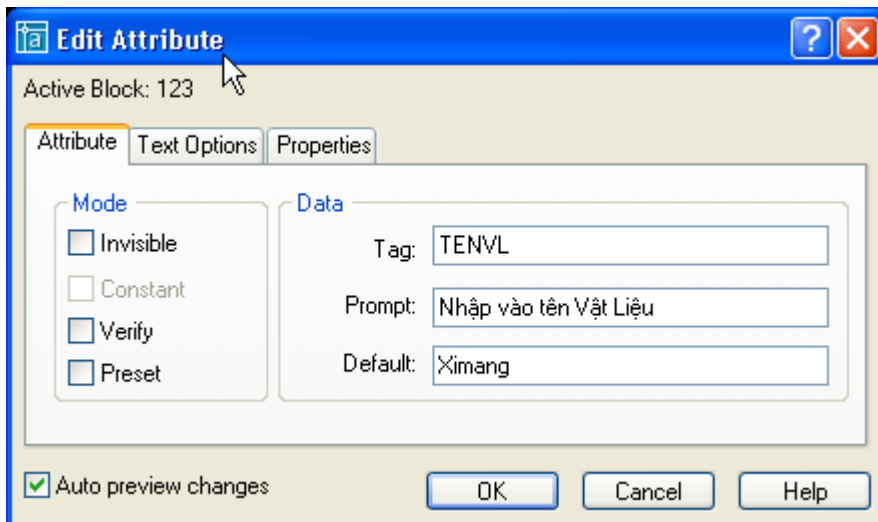 Edit Attribute
Active Block: 123
Attribute Text Options Properties
Mode
Invisible
Constant
Verify
Preset
Data
Tag: TENVL
Prompt: Nhập vào tên Vật Liệu
Default: Ximang
Auto preview changes
OK Cancel Help